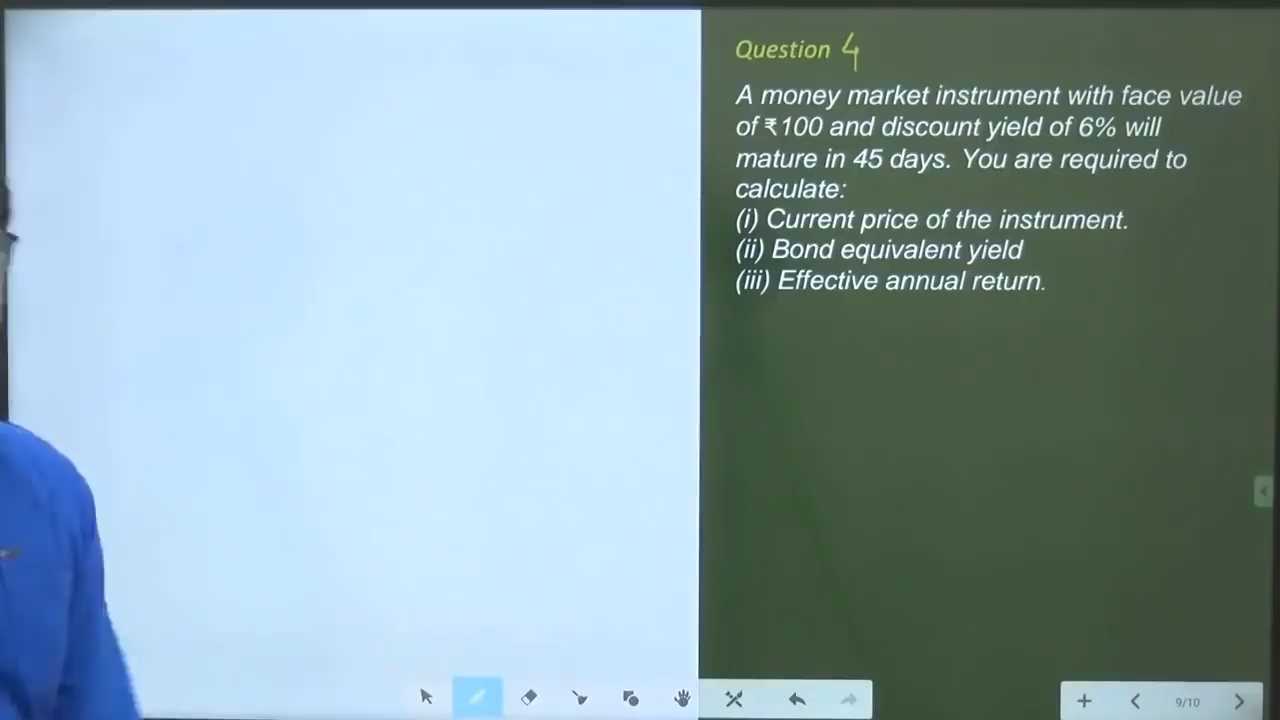 Question 4
A money market instrument with face value
of ₹100 and discount yield of 6% will
mature in 45 days. You are required to
calculate:
(i) Current price of the instrument.
(ii) Bond equivalent yield
(iii) Effective annual return.
9/10